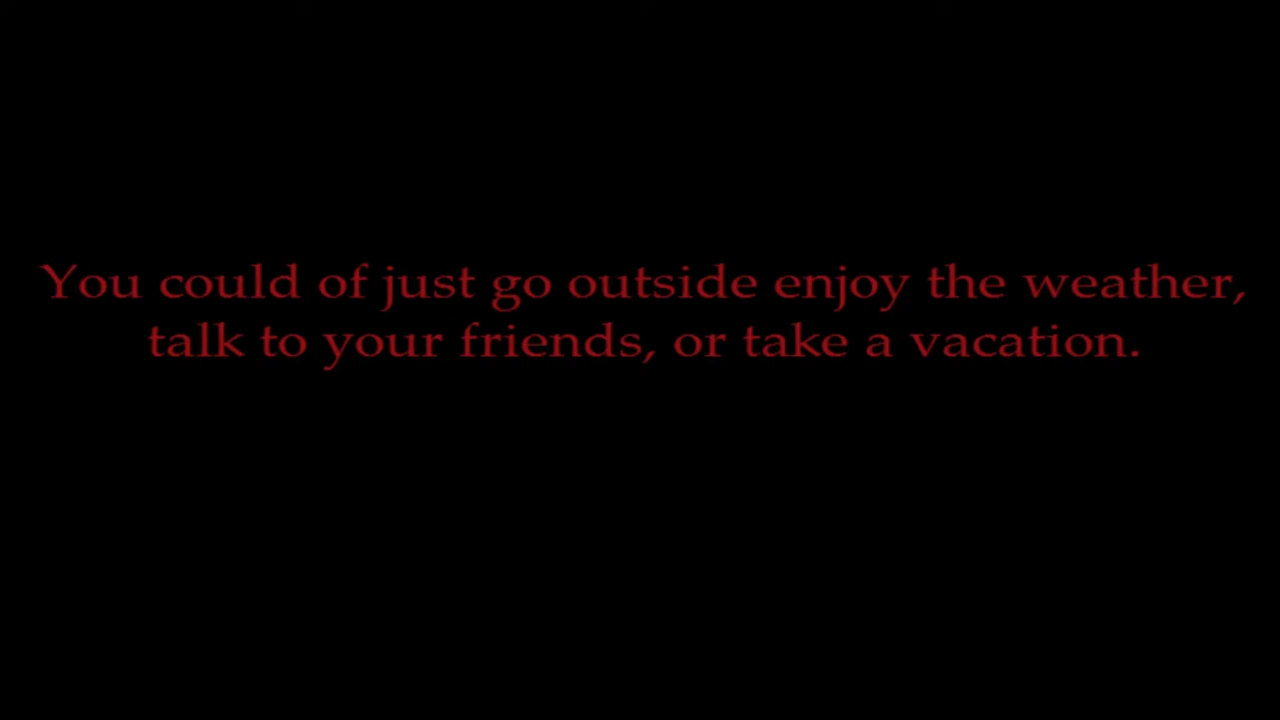 You could of just go outside enjoy the weather,
talk to your friends, or take a vacation.